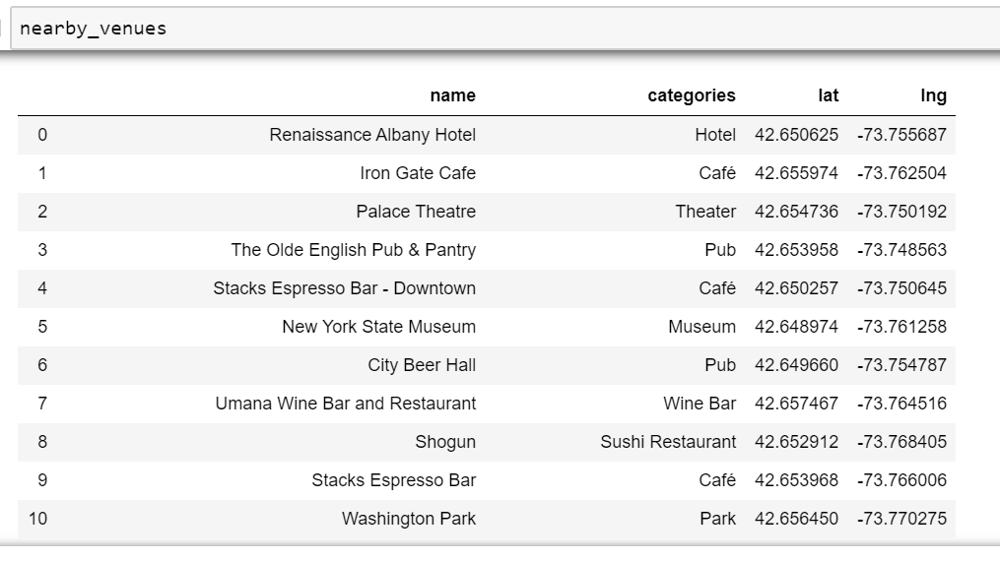 nearby_venues
name categories lat lng
0 Renaissance Albany Hotel Hotel 42.650625 -73.755687
1 Iron Gate Cafe Café 42.655974 -73.762504
2 Palace Theatre Theater 42.654736 -73.750192
3 The Olde English Pub & Pantry Pub 42.653958 -73.748563
4 Stacks Espresso Bar - Downtown Café 42.650257 -73.750645
5 New York State Museum Museum 42.648974 -73.761258
6 City Beer Hall Pub 42.649660 -73.754787
7 Umana Wine Bar and Restaurant Wine Bar 42.657467 -73.764516
8 Shogun Sushi Restaurant 42.652912 -73.768405
9 Stacks Espresso Bar Café 42.653968 -73.766006
10 Washington Park Park 42.656450 -73.770275